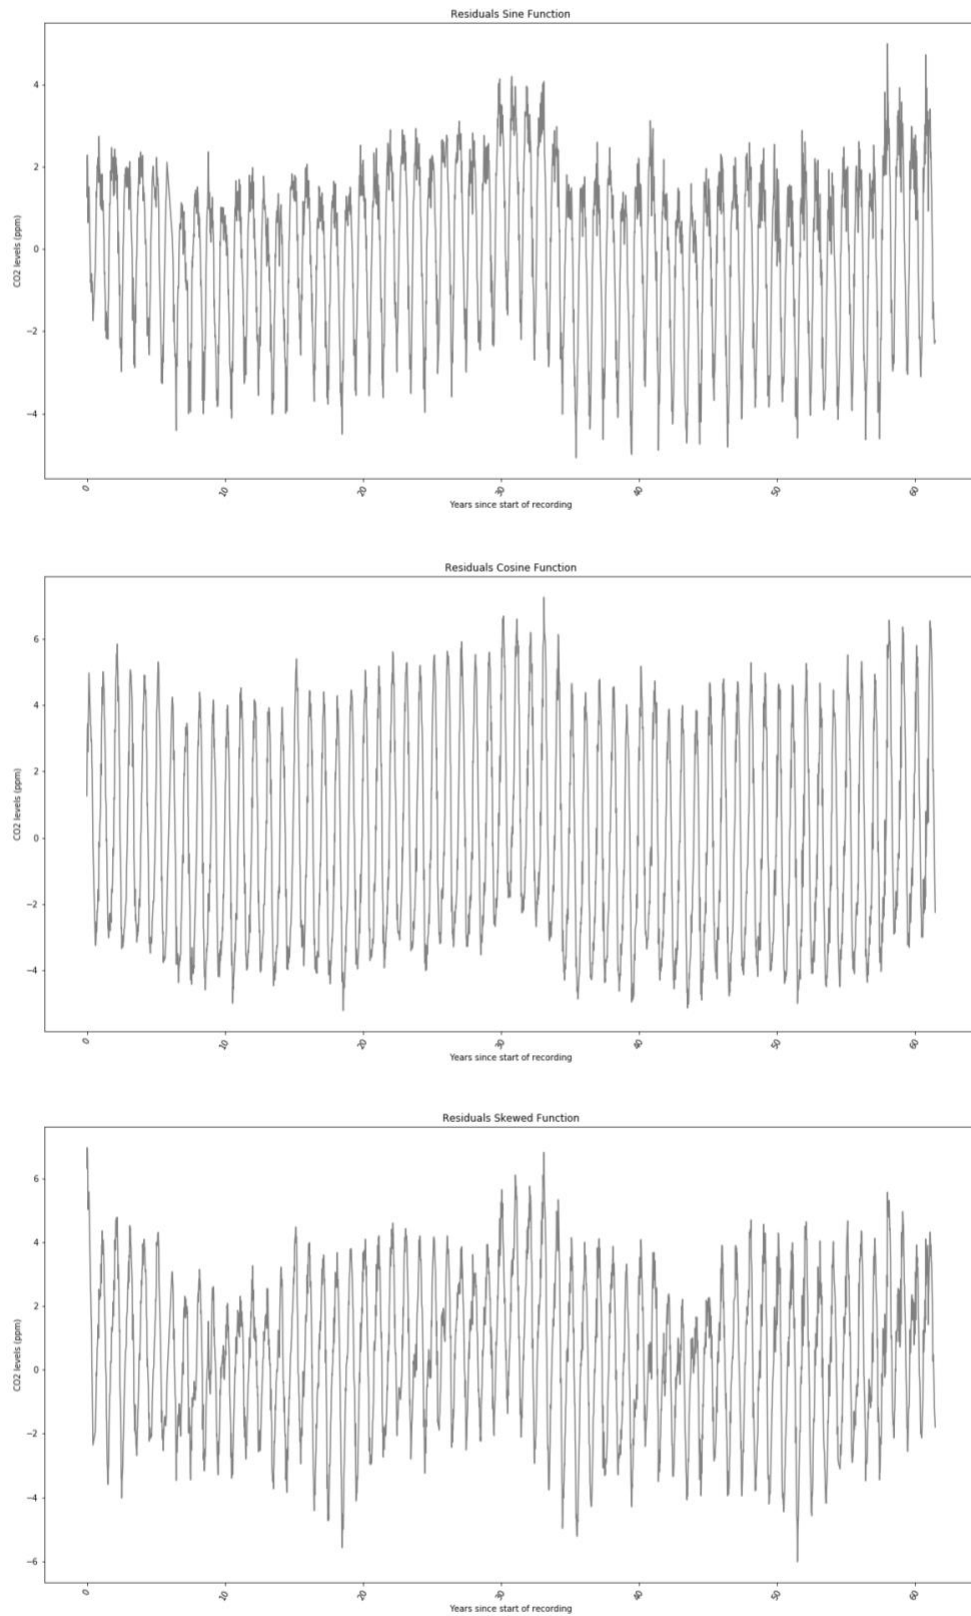 Residuals Sine Function
4
2
0
−2
−4
CO2 levels (ppm)
0 10 20 30 40 50 60
Years since start of recording
Residuals Cosine Function
6
4
2
0
−2
−4
CO2 levels (ppm)
0 10 20 30 40 50 60
Years since start of recording
Residuals Skewed Function
6
4
2
0
−2
−4
−6
CO2 levels (ppm)
0 10 20 30 40 50 60
Years since start of recording